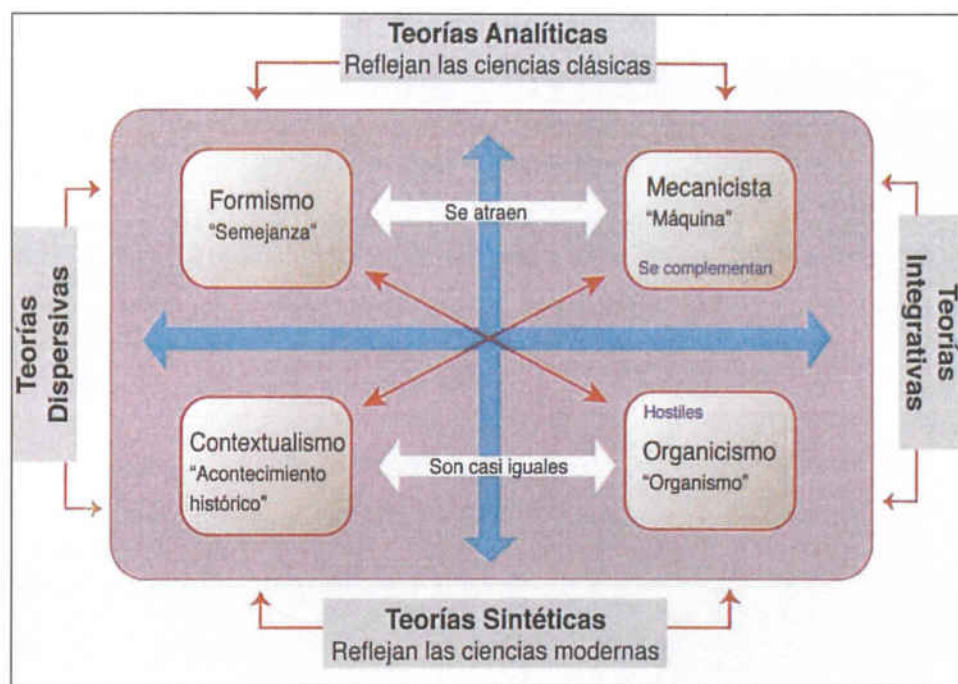 Teorías Analíticas
Reflejan las ciencias clásicas
Formismo
"Semejanza"
Se atraen
Mecanicista
"Máquina"
Se complementan
Teorías
Dispersivas
Teorías
Integrativas
Contextualismo
"Acontecimiento
histórico"
Son casi iguales
Hostiles
Organicismo
"Organismo"
Teorías Sintéticas
Reflejan las ciencias modernas